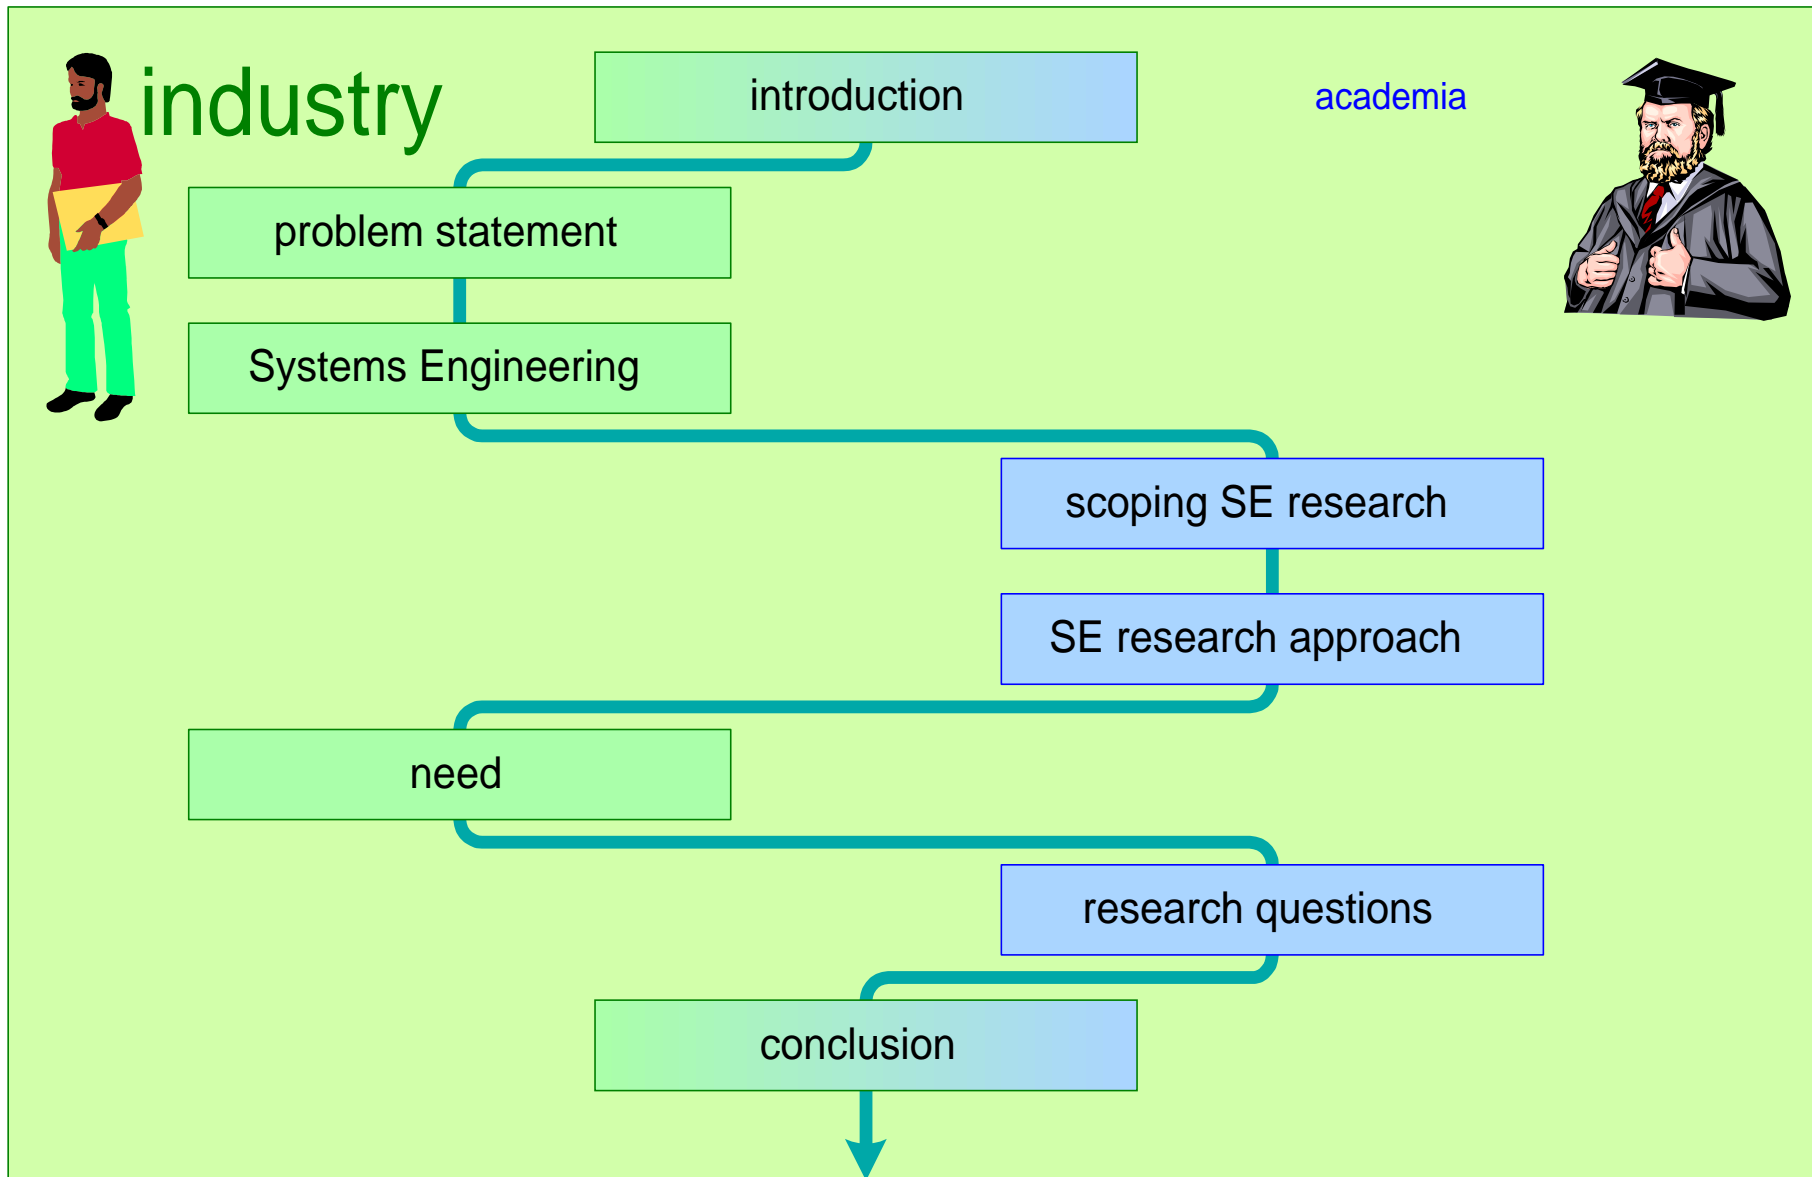 industry
introduction
academia
problem statement
Systems Engineering
scoping SE research
SE research approach
need
research questions
conclusion